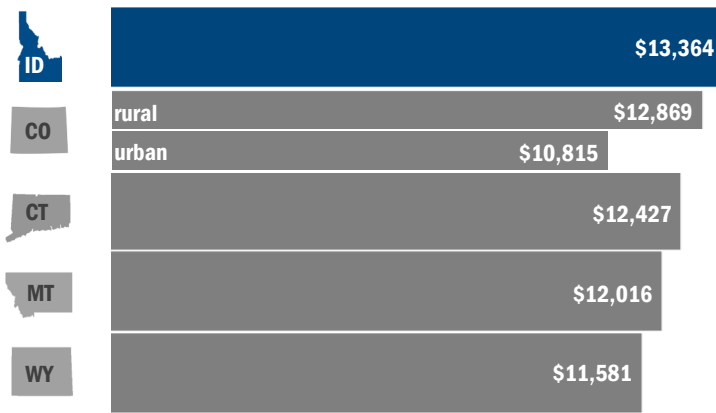 ID
$13,364
CO
rural
$12,869
urban
$10,815
CT
$12,427
MT
$12,016
WY
$11,581